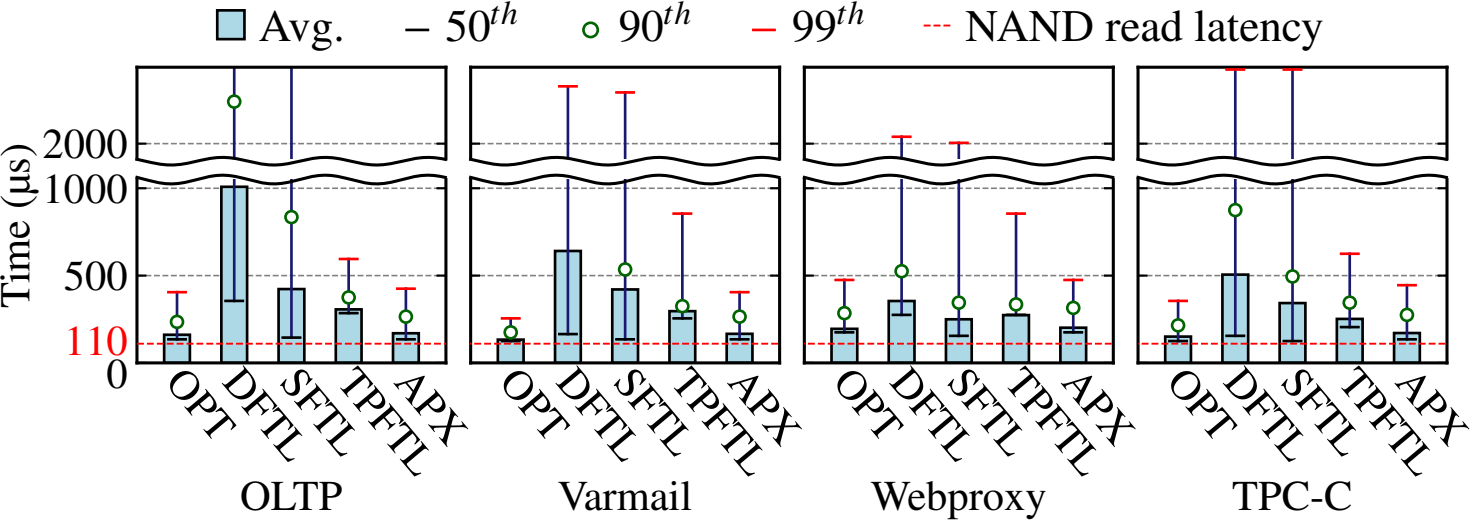 Avg. 50th 90th 99th NAND read latency
Time (µs)
2000
1000
500
110
0
OPT DFTL SFTL TPFTL APX
OPT DFTL SFTL TPFTL APX
OPT DFTL SFTL TPFTL APX
OPT DFTL SFTL TPFTL APX
OLTP Varmail Webproxy TPC-C